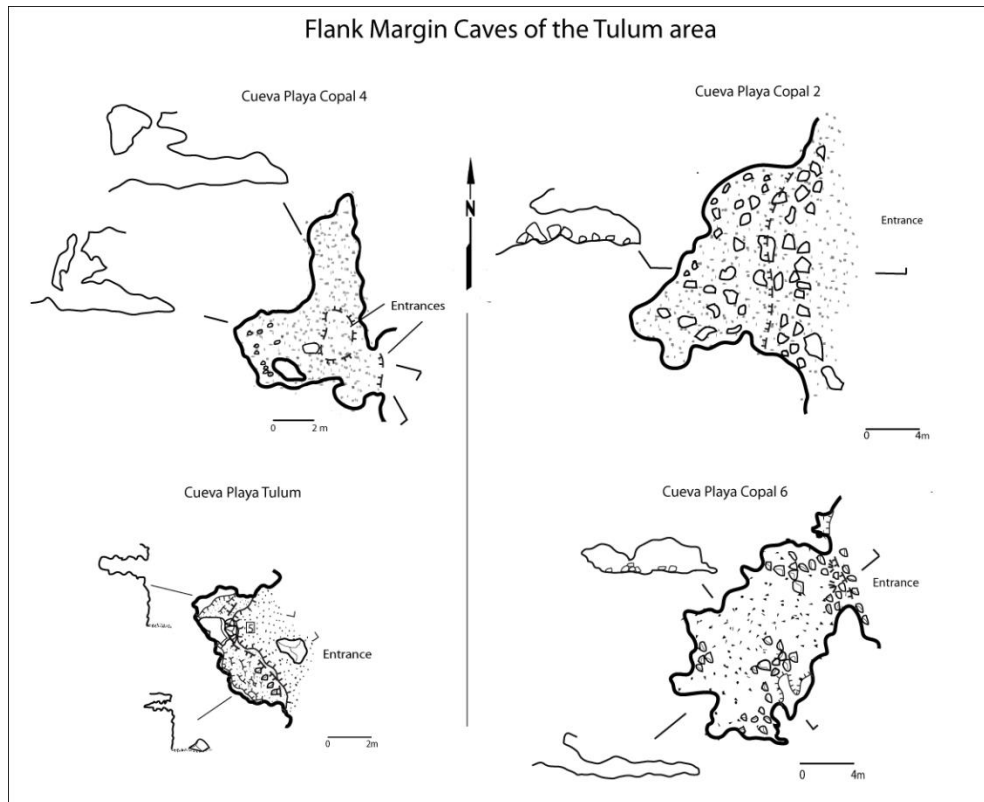 Flank Margin Caves of the Tulum area
Cueva Playa Copal 4
Cueva Playa Copal 2
N
Entrances
Entrance
0 2 m
0 4m
Cueva Playa Tulum
Cueva Playa Copal 6
5
Entrance
Entrance
0 2m
0 4m